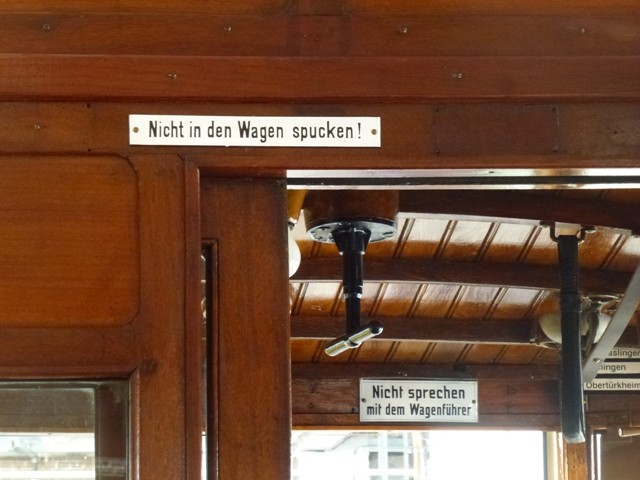 Nicht in den Wagen spucken!
Nicht sprechen
mit dem Wagenführer
Obertürkheim